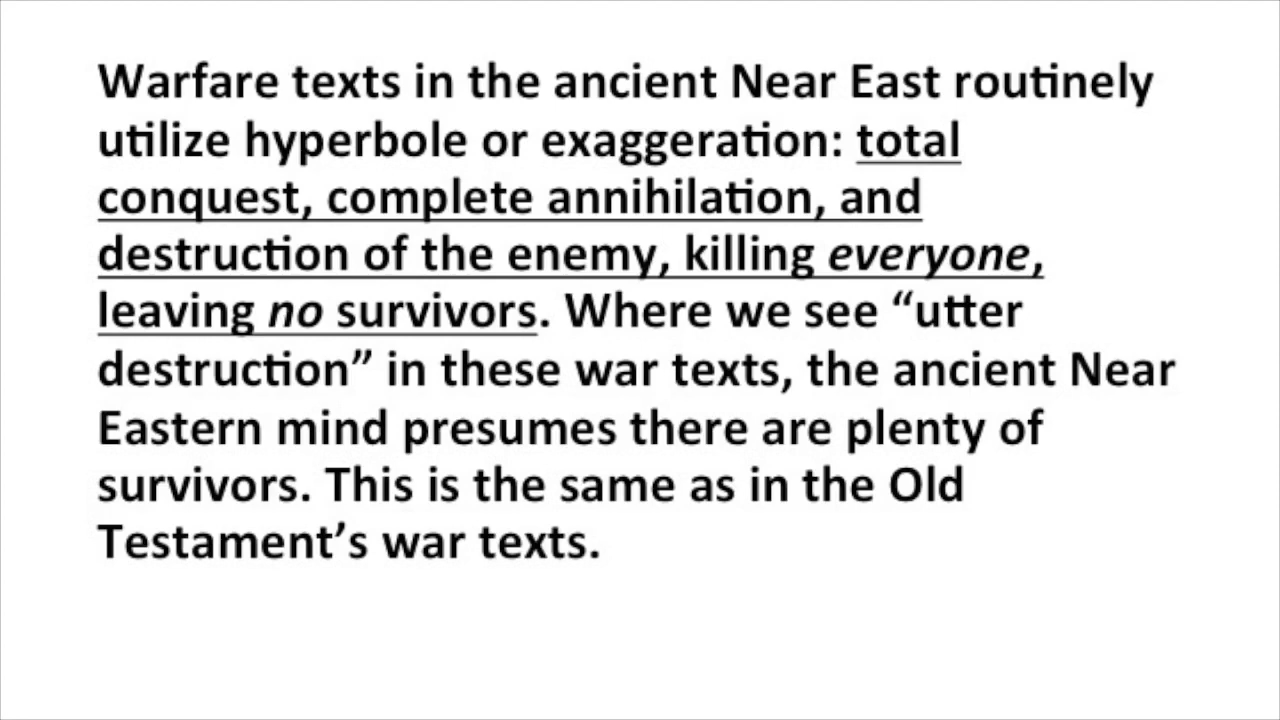 Warfare texts in the ancient Near East routinely
utilize hyperbole or exaggeration: total
conquest, complete annihilation, and
destruction of the enemy, killing everyone,
leaving no survivors. Where we see “utter
destruction” in these war texts, the ancient Near
Eastern mind presumes there are plenty of
survivors. This is the same as in the Old
Testament’s war texts.